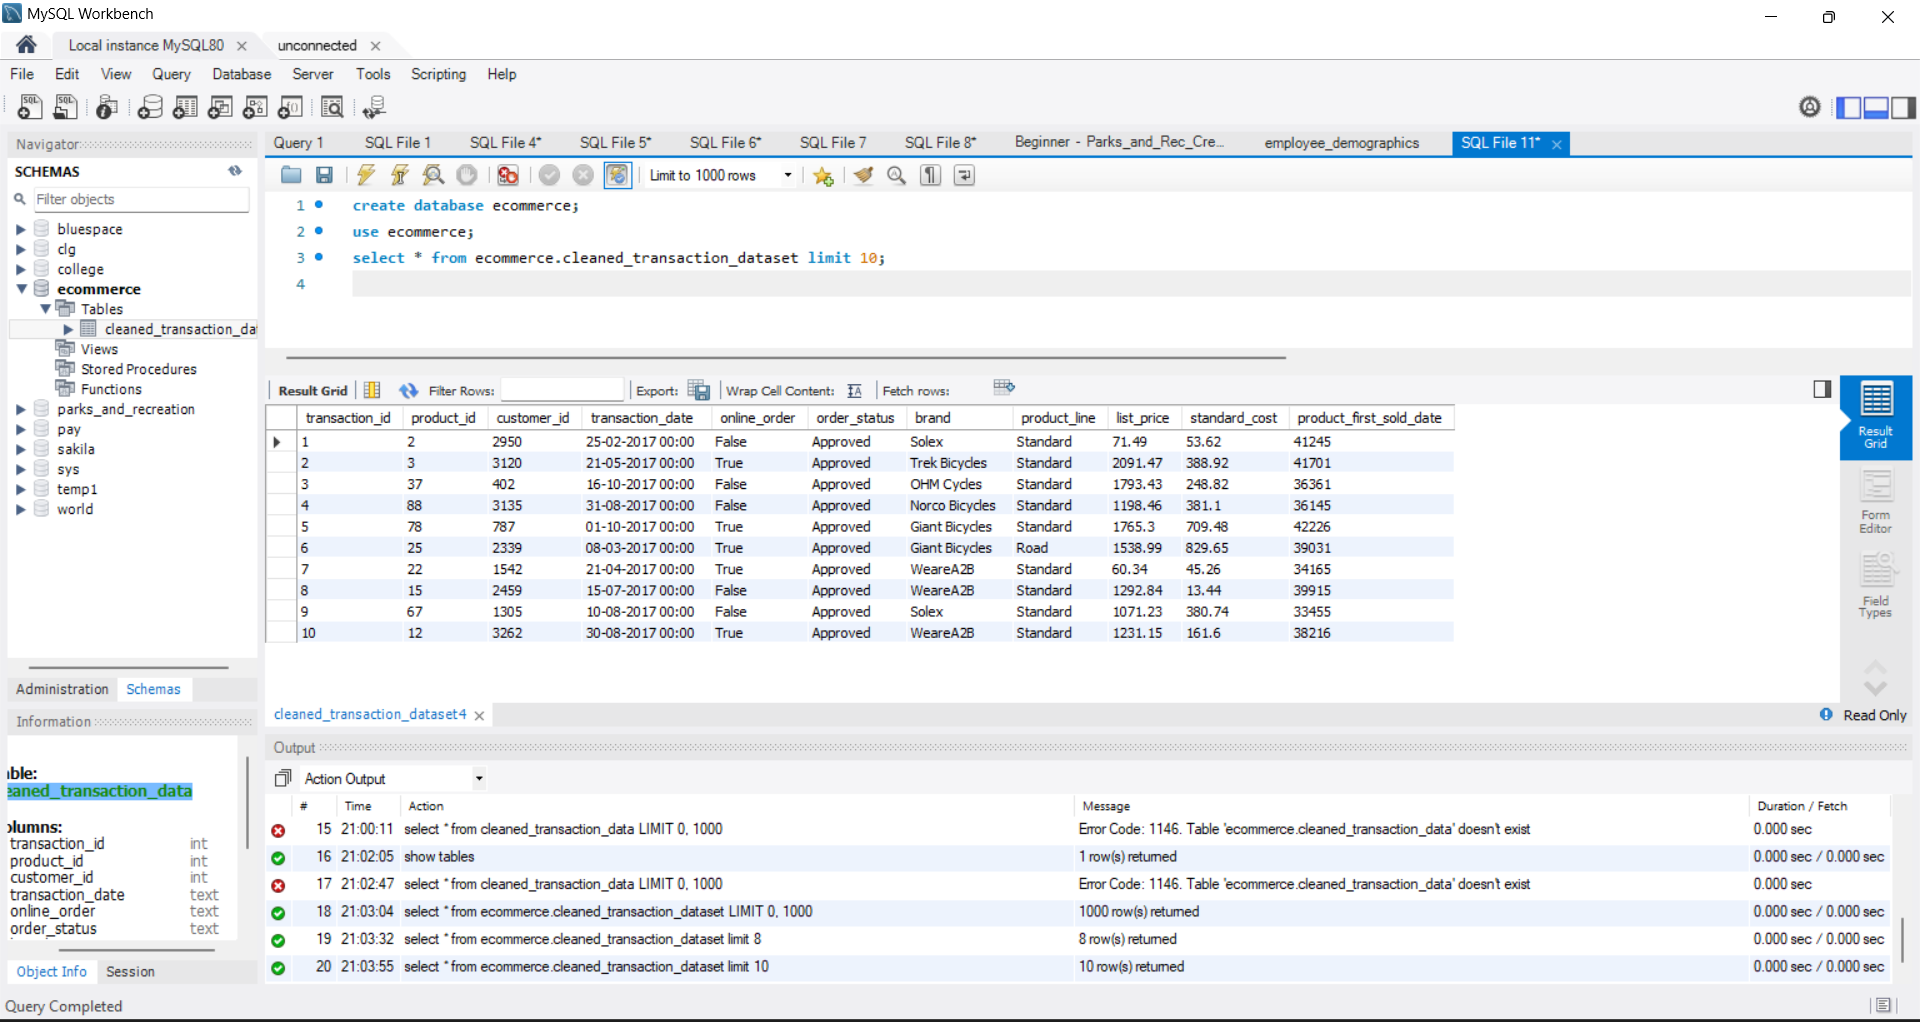 MySQL Workbench
Local instance MySQL80
unconnected
File Edit View Query Database Server Tools Scripting Help
Navigator
SCHEMAS
Filter objects
bluespace
clg
college
ecommerce
Tables
cleaned_transaction_dat
Views
Stored Procedures
Functions
parks_and_recreation
pay
sakila
sys
temp1
world
Administration Schemas
Information
able:
eaned_transaction_data
olumns:
transaction_id int
product_id int
customer_id int
transaction_date text
online_order text
order_status text
Object Info Session
Query 1 SQL File 1 SQL File 4* SQL File 5* SQL File 6* SQL File 7 SQL File 8* Beginner - Parks_and_Rec_Cre... employee_demographics SQL File 11*
Limit to 1000 rows
1 create database ecommerce;
2 use ecommerce;
3 select * from ecommerce.cleaned_transaction_dataset limit 10;
4
Result Grid Filter Rows: Export: Wrap Cell Content: Fetch rows:
transaction_id product_id customer_id transaction_date online_order order_status brand product_line list_price standard_cost product_first_sold_date
1 2 2950 25-02-2017 00:00 False Approved Solex Standard 71.49 53.62 41245
2 3 3120 21-05-2017 00:00 True Approved Trek Bicycles Standard 2091.47 388.92 41701
3 37 402 16-10-2017 00:00 False Approved OHM Cycles Standard 1793.43 248.82 36361
4 88 3135 31-08-2017 00:00 False Approved Norco Bicycles Standard 1198.46 381.1 36145
5 78 787 01-10-2017 00:00 True Approved Giant Bicycles Standard 1765.3 709.48 42226
6 25 2339 08-03-2017 00:00 True Approved Giant Bicycles Road 1538.99 829.65 39031
7 22 1542 21-04-2017 00:00 True Approved WeareA2B Standard 60.34 45.26 34165
8 15 2459 15-07-2017 00:00 False Approved WeareA2B Standard 1292.84 13.44 39915
9 67 1305 10-08-2017 00:00 False Approved Solex Standard 1071.23 380.74 33455
10 12 3262 30-08-2017 00:00 True Approved WeareA2B Standard 1231.15 161.6 38216
Result
Grid
Form
Editor
Field
Types
cleaned_transaction_dataset4
Read Only
Output
Action Output
# Time Action Message Duration / Fetch
15 21:00:11 select * from cleaned_transaction_data LIMIT 0, 1000 Error Code: 1146. Table 'ecommerce.cleaned_transaction_data' doesn't exist 0.000 sec
16 21:02:05 show tables 1 row(s) returned 0.000 sec / 0.000 sec
17 21:02:47 select * from cleaned_transaction_data LIMIT 0, 1000 Error Code: 1146. Table 'ecommerce.cleaned_transaction_data' doesn't exist 0.000 sec
18 21:03:04 select * from ecommerce.cleaned_transaction_dataset LIMIT 0, 1000 1000 row(s) returned 0.000 sec / 0.000 sec
19 21:03:32 select * from ecommerce.cleaned_transaction_dataset limit 8 8 row(s) returned 0.000 sec / 0.000 sec
20 21:03:55 select * from ecommerce.cleaned_transaction_dataset limit 10 10 row(s) returned 0.000 sec / 0.000 sec
Query Completed